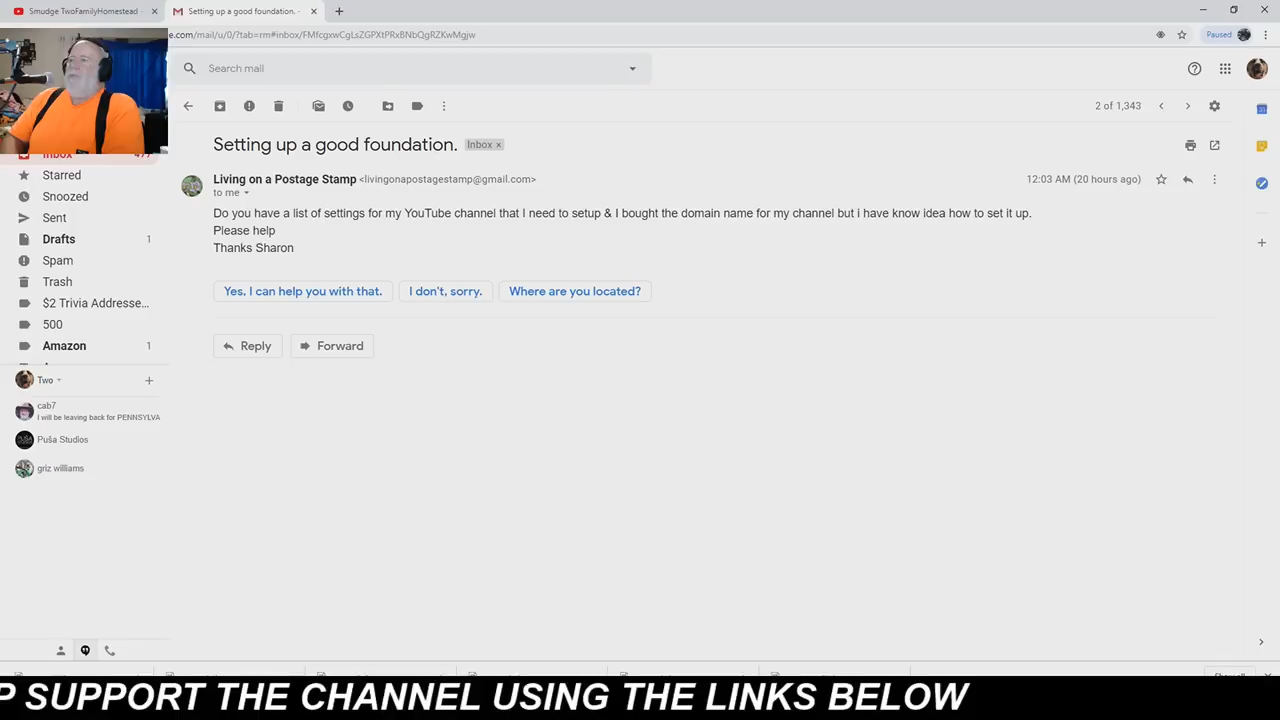 Smudge TwoFamilyHomestead -
Setting up a good foundation. -
e.com/mail/u/0/?tab=rm#inbox/FMfcgxwCgLsZGPXtPRxBNbQgRZKwMgjw
Paused
Search mail
2 of 1,343
Setting up a good foundation.
Inbox ×
Inbox
Living on a Postage Stamp <livingonapostagestamp@gmail.com>
12:03 AM (20 hours ago)
to me
Starred
Snoozed
Sent
Drafts 1
Spam
Trash
$2 Trivia Addresse...
500
Amazon 1
Do you have a list of settings for my YouTube channel that I need to setup & I bought the domain name for my channel but i have know idea how to set it up.
Please help
Thanks Sharon
Yes, I can help you with that.
I don't, sorry.
Where are you located?
Reply
Forward
Two
cab7
I will be leaving back for PENNSYLVA
Puša Studios
griz williams
P SUPPORT THE CHANNEL USING THE LINKS BELOW